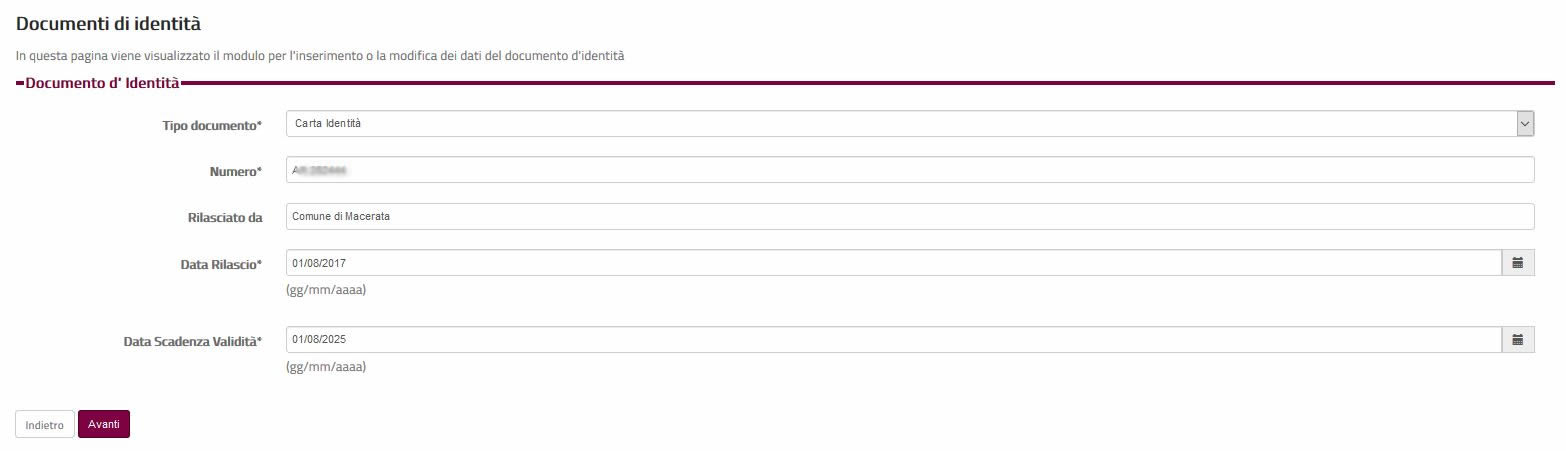 Documenti di identità
In questa pagina viene visualizzato il modulo per l'inserimento o la modifica dei dati del documento d'identità
Documento d' Identità
Tipo documento* Carta Identità
Numero*
Rilasciato da Comune di Macerata
Data Rilascio* 01/08/2017
(gg/mm/aaaa)
Data Scadenza Validità* 01/08/2025
(gg/mm/aaaa)
Indietro Avanti